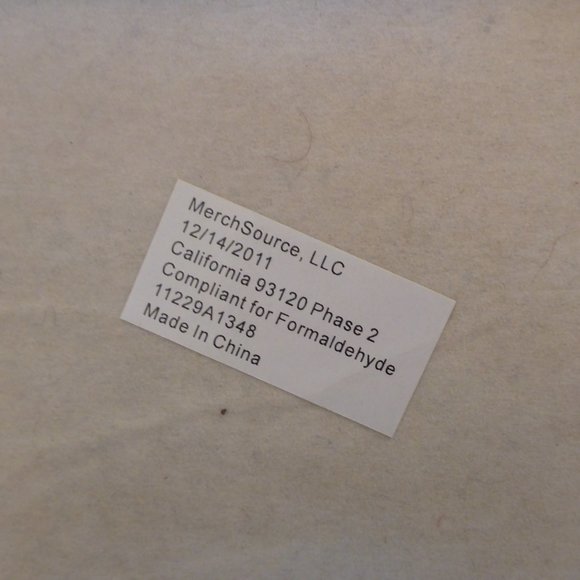 MerchSource, LLC
12/14/2011
California 93120 Phase 2
Compliant for Formaldehyde
11229A1348
Made In China